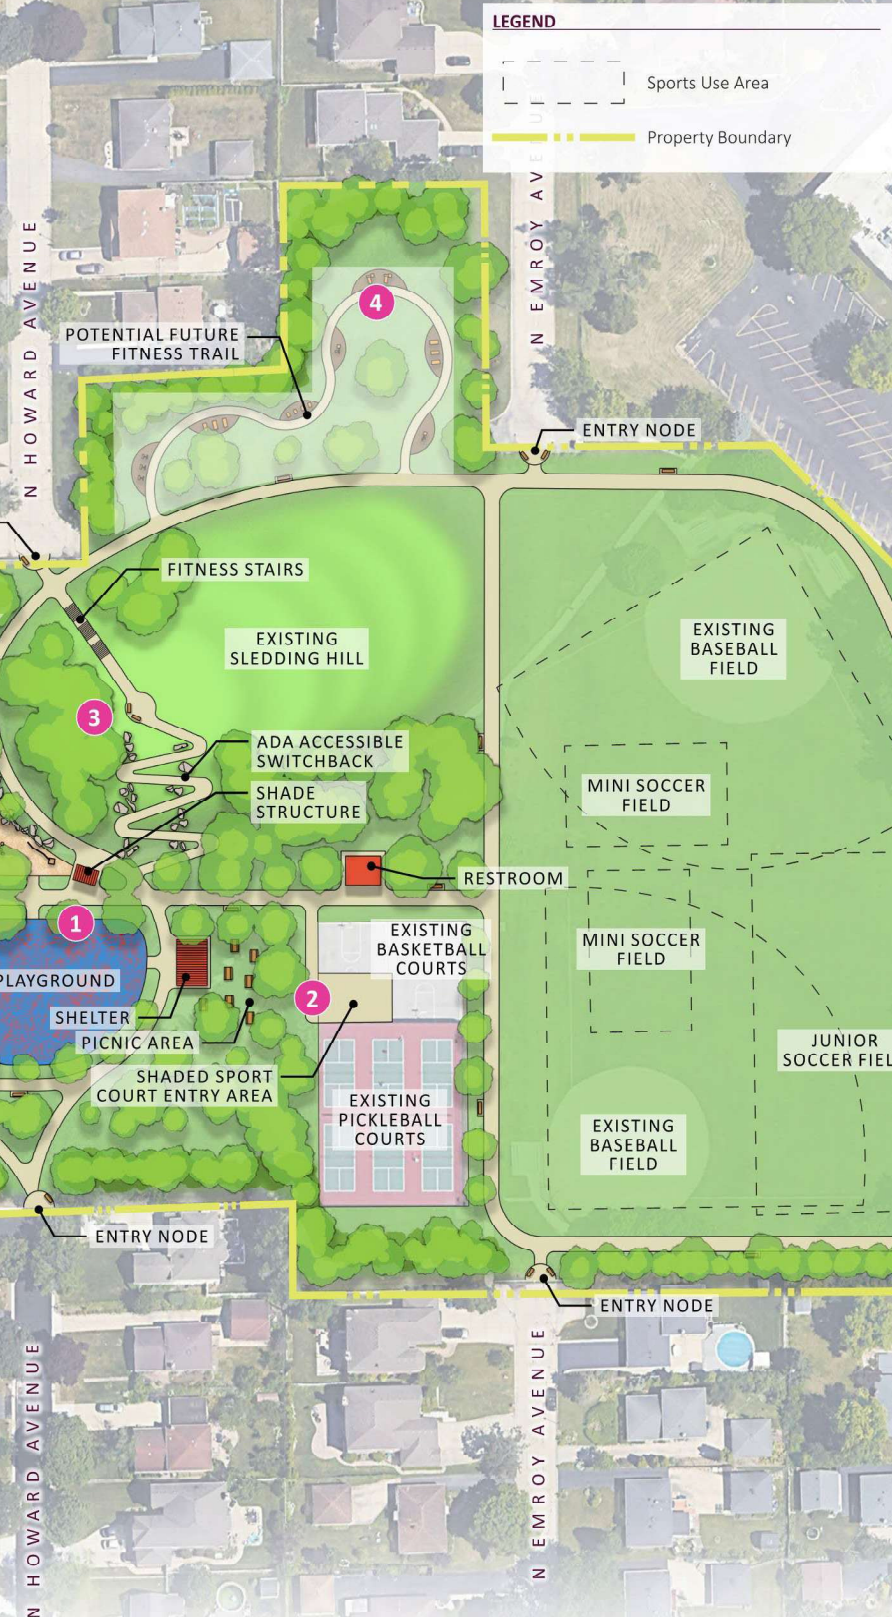 LEGEND
Sports Use Area
Property Boundary
N HOWARD AVENUE
N EMROY AVENUE
4
POTENTIAL FUTURE
FITNESS TRAIL
ENTRY NODE
FITNESS STAIRS
EXISTING
SLEDDING HILL
EXISTING
BASEBALL
FIELD
3
ADA ACCESSIBLE
SWITCHBACK
SHADE
STRUCTURE
MINI SOCCER
FIELD
RESTROOM
1
EXISTING
BASKETBALL
COURTS
MINI SOCCER
FIELD
PLAYGROUND
2
SHELTER
PICNIC AREA
JUNIOR
SOCCER FIEL
SHADED SPORT
COURT ENTRY AREA
EXISTING
PICKLEBALL
COURTS
EXISTING
BASEBALL
FIELD
ENTRY NODE
ENTRY NODE
N HOWARD AVENUE
N EMROY AVENUE